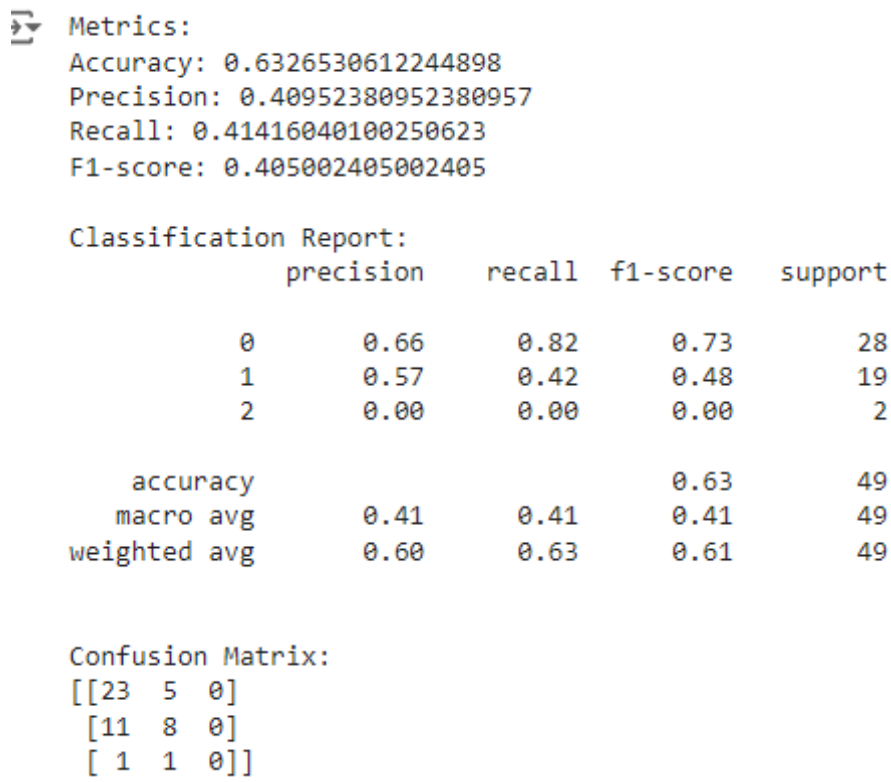 Metrics:
Accuracy: 0.6326530612244898
Precision: 0.40952380952380957
Recall: 0.41416040100250623
F1-score: 0.405002405002405
Classification Report:
precision recall f1-score support
0 0.66 0.82 0.73 28
1 0.57 0.42 0.48 19
2 0.00 0.00 0.00 2
accuracy 0.63 49
macro avg 0.41 0.41 0.41 49
weighted avg 0.60 0.63 0.61 49
Confusion Matrix:
[[23 5 0]
[11 8 0]
[ 1 1 0]]